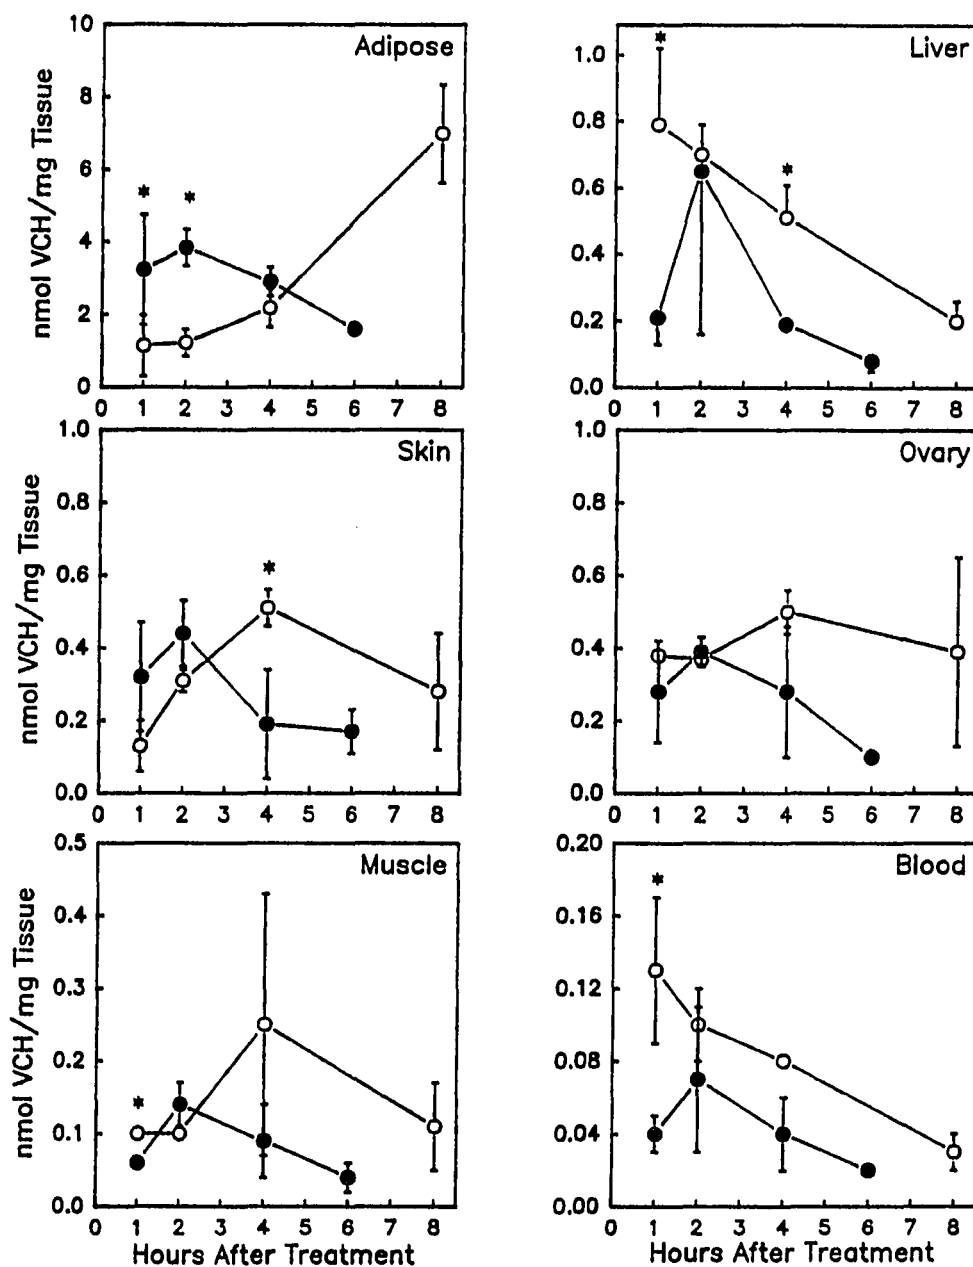 nmol VCH/mg Tissue
10
8
6
4
2
0
Adipose
* *
0 1 2 3 4 5 6 7 8
1.0
0.8
0.6
0.4
0.2
0.0
Liver
* *
0 1 2 3 4 5 6 7 8
nmol VCH/mg Tissue
1.0
0.8
0.6
0.4
0.2
0.0
Skin
*
0 1 2 3 4 5 6 7 8
1.0
0.8
0.6
0.4
0.2
0.0
Ovary
0 1 2 3 4 5 6 7 8
nmol VCH/mg Tissue
0.5
0.4
0.3
0.2
0.1
0.0
Muscle
*
0 1 2 3 4 5 6 7 8
Hours After Treatment
0.20
0.16
0.12
0.08
0.04
0.00
Blood
*
0 1 2 3 4 5 6 7 8
Hours After Treatment